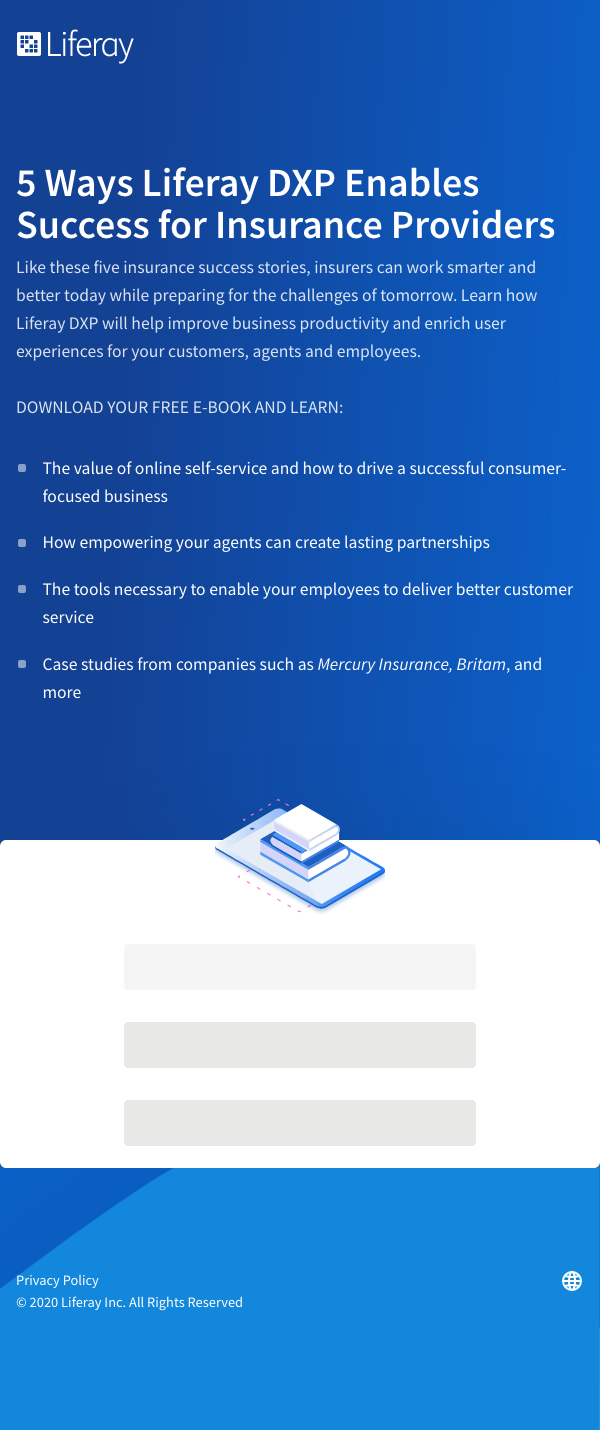 Liferay
5 Ways Liferay DXP Enables
Success for Insurance Providers
Like these five insurance success stories, insurers can work smarter and
better today while preparing for the challenges of tomorrow. Learn how
Liferay DXP will help improve business productivity and enrich user
experiences for your customers, agents and employees.
DOWNLOAD YOUR FREE E-BOOK AND LEARN:
The value of online self-service and how to drive a successful consumer-
focused business
How empowering your agents can create lasting partnerships
The tools necessary to enable your employees to deliver better customer
service
Case studies from companies such as Mercury Insurance, Britam, and
more
Privacy Policy
© 2020 Liferay Inc. All Rights Reserved